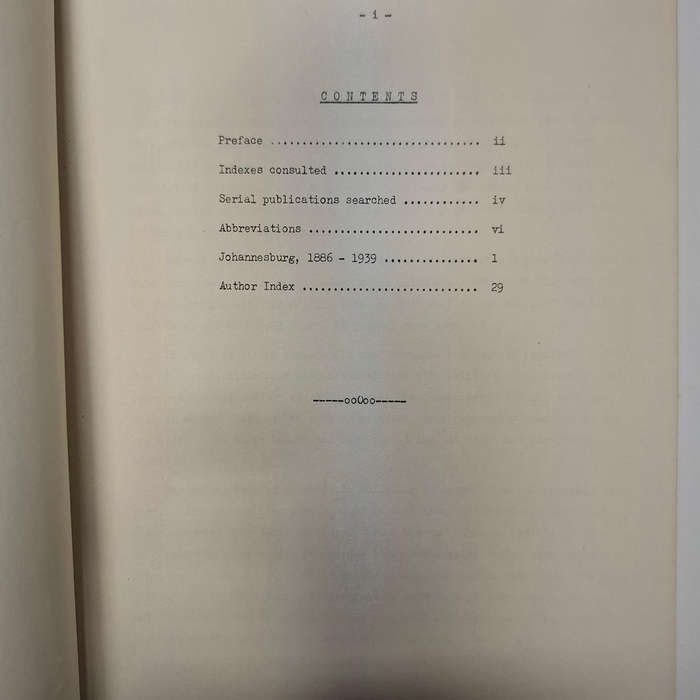 - i -
C O N T E N T S
Preface ................................. ii
Indexes consulted ....................... iii
Serial publications searched ............ iv
Abbreviations ........................... vi
Johannesburg, 1886 - 1939 ............... 1
Author Index ............................ 29
-----ooOoo-----